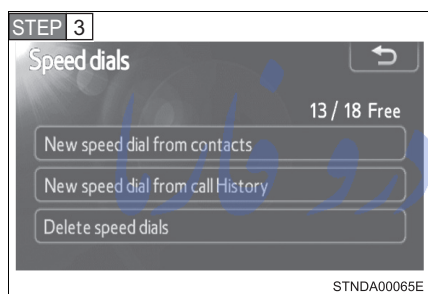 STEP 3
Speed dials
13 / 18 Free
New speed dial from contacts
New speed dial from call History
Delete speed dials
STNDA00065E